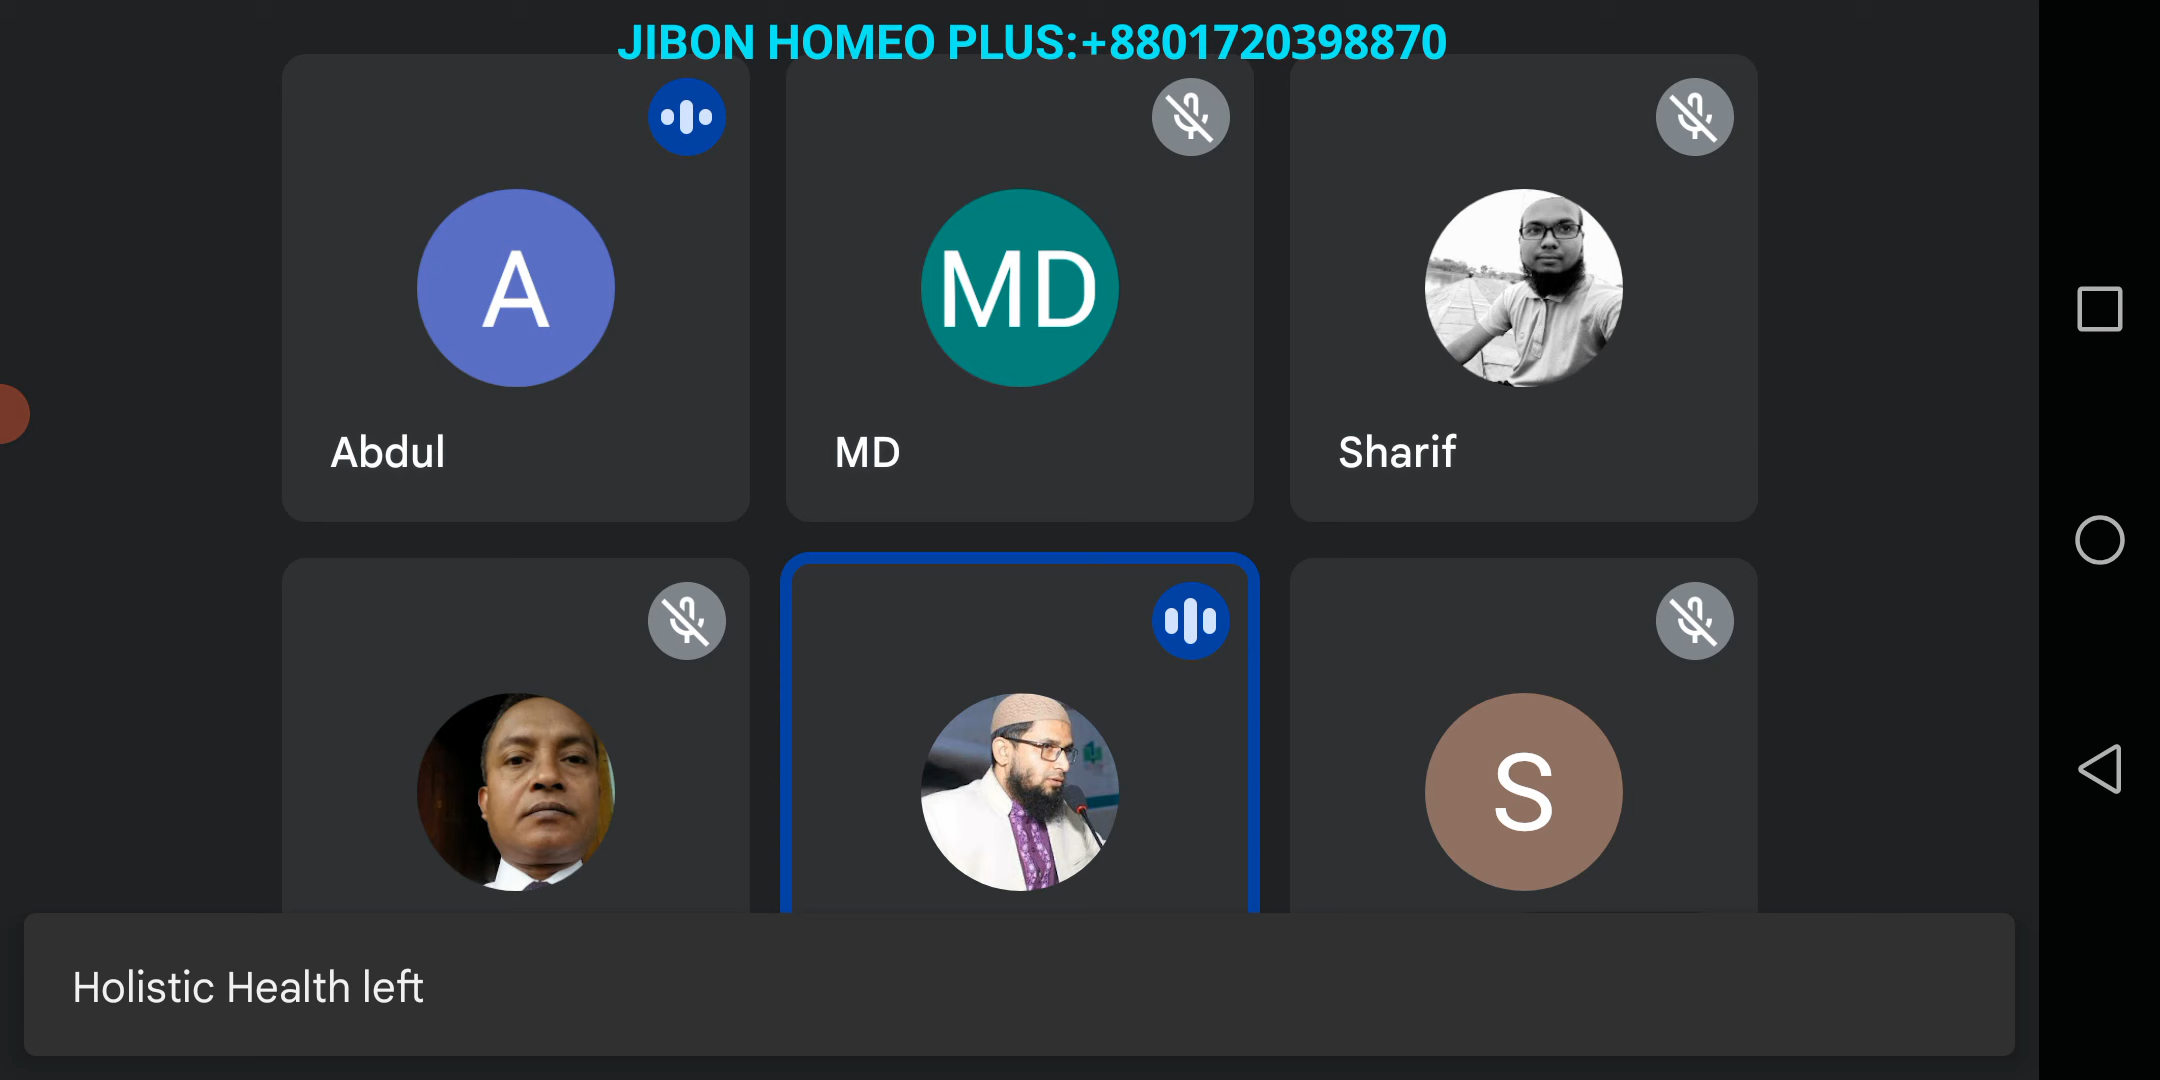 JIBON HOMEO PLUS:+8801720398870
A
MD
Abdul
MD
Sharif
S
Holistic Health left